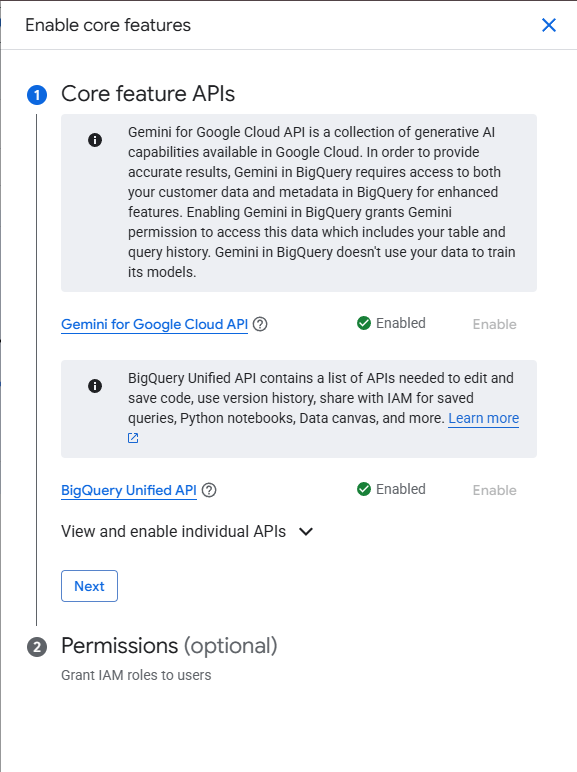 Enable core features
1 Core feature APIs
Gemini for Google Cloud API is a collection of generative AI
capabilities available in Google Cloud. In order to provide
accurate results, Gemini in BigQuery requires access to both
your customer data and metadata in BigQuery for enhanced
features. Enabling Gemini in BigQuery grants Gemini
permission to access this data which includes your table and
query history. Gemini in BigQuery doesn't use your data to train
its models.
Gemini for Google Cloud API Enabled Enable
BigQuery Unified API contains a list of APIs needed to edit and
save code, use version history, share with IAM for saved
queries, Python notebooks, Data canvas, and more. Learn more
BigQuery Unified API Enabled Enable
View and enable individual APIs
Next
2 Permissions (optional)
Grant IAM roles to users